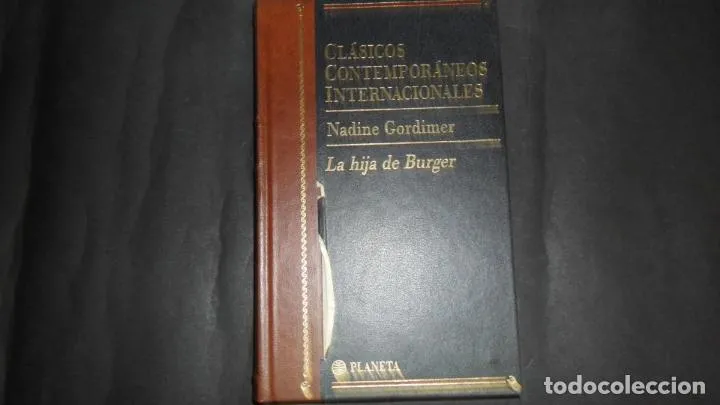 CLÁSICOS
CONTEMPORÁNEOS
INTERNACIONALES
Nadine Gordimer
La hija de Burger
PLANETA
todocoleccion